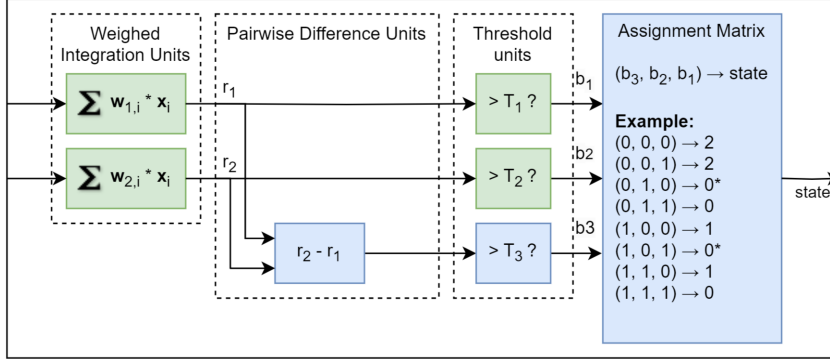 Weighed
Integration Units
Pairwise Difference Units
Threshold
units
Assignment Matrix
∑ w₁,ᵢ * xᵢ
r₁
> T₁ ?
b₁
(b₃, b₂, b₁) → state
∑ w₂,ᵢ * xᵢ
r₂
> T₂ ?
b2
r₂ - r₁
> T₃ ?
b3
Example:
(0, 0, 0) → 2
(0, 0, 1) → 2
(0, 1, 0) → 0*
(0, 1, 1) → 0
(1, 0, 0) → 1
(1, 0, 1) → 0*
(1, 1, 0) → 1
(1, 1, 1) → 0
state